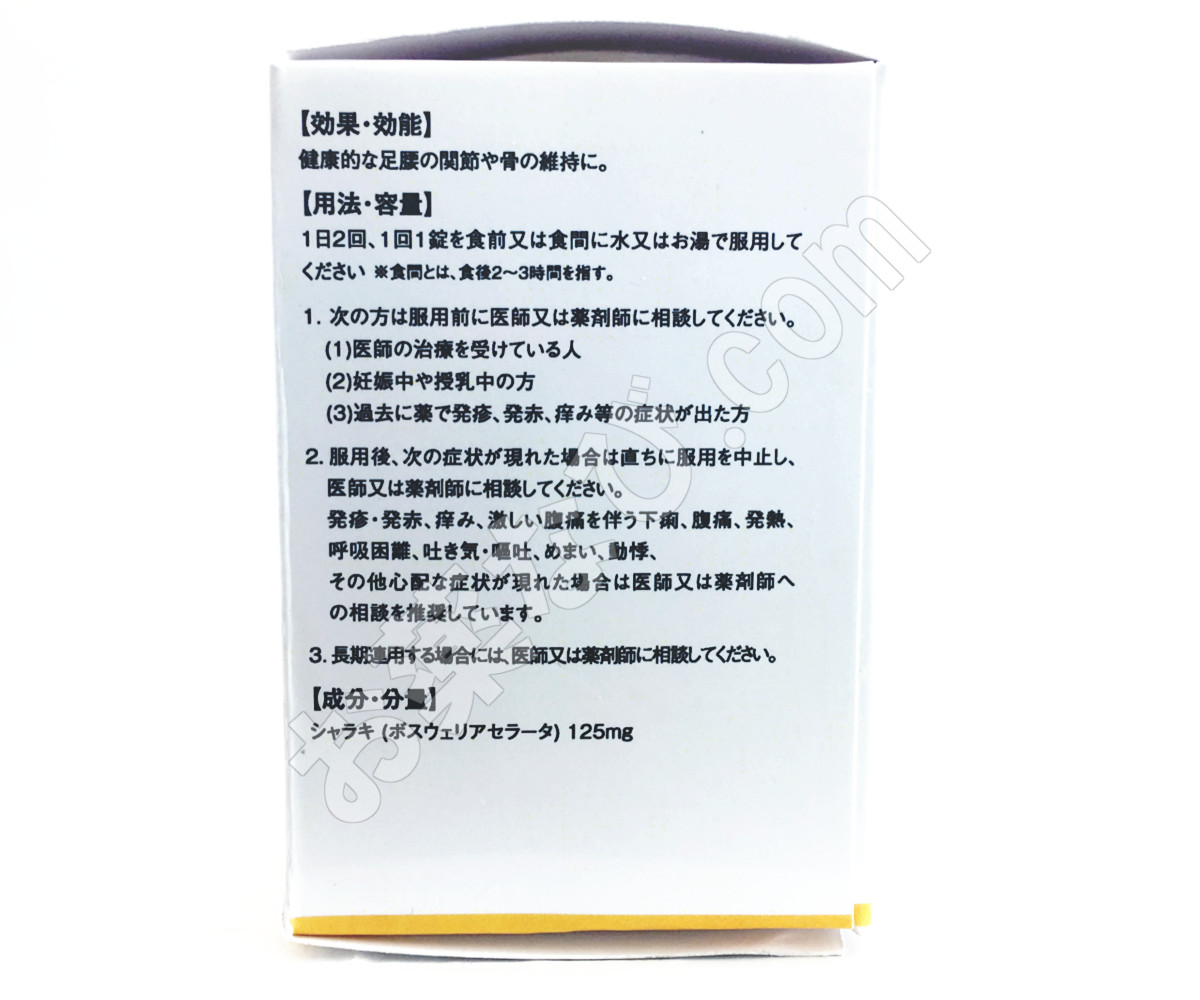 【効果・効能】
健康的な足腰の関節や骨の維持に。
【用法・容量】
1日2回、1回1錠を食前又は食間に水又はお湯で服用して
ください ※食間とは、食後2〜3時間を指す。
1. 次の方は服用前に医師又は薬剤師に相談してください。
(1)医師の治療を受けている人
(2)妊娠中や授乳中の方
(3)過去に薬で発疹、発赤、痒み等の症状が出た方
2. 服用後、次の症状が現れた場合は直ちに服用を中止し、
医師又は薬剤師に相談してください。
発疹・発赤、痒み、激しい腹痛を伴う下痢、腹痛、発熱、
呼吸困難、吐き気・嘔吐、めまい、動悸、
その他心配な症状が現れた場合は医師又は薬剤師へ
の相談を推奨しています。
3. 長期連用する場合には、医師又は薬剤師に相談してください。
【成分・分量】
シャラキ (ボスウェリアセラータ) 125mg
お薬なび.com